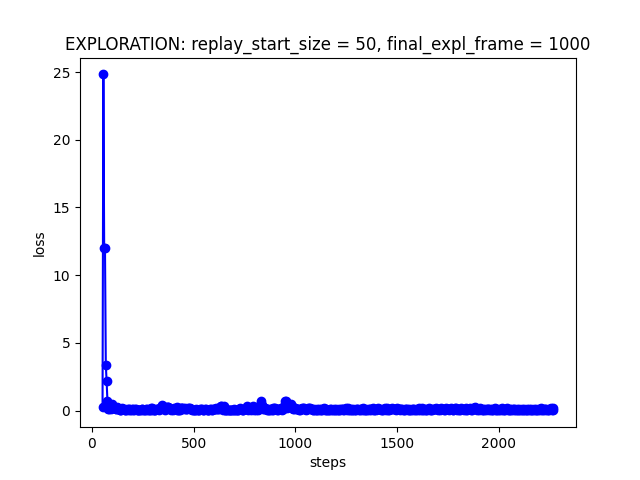 EXPLORATION: replay_start_size = 50, final_expl_frame = 1000
25
20
15
10
5
0
loss
0 500 1000 1500 2000
steps